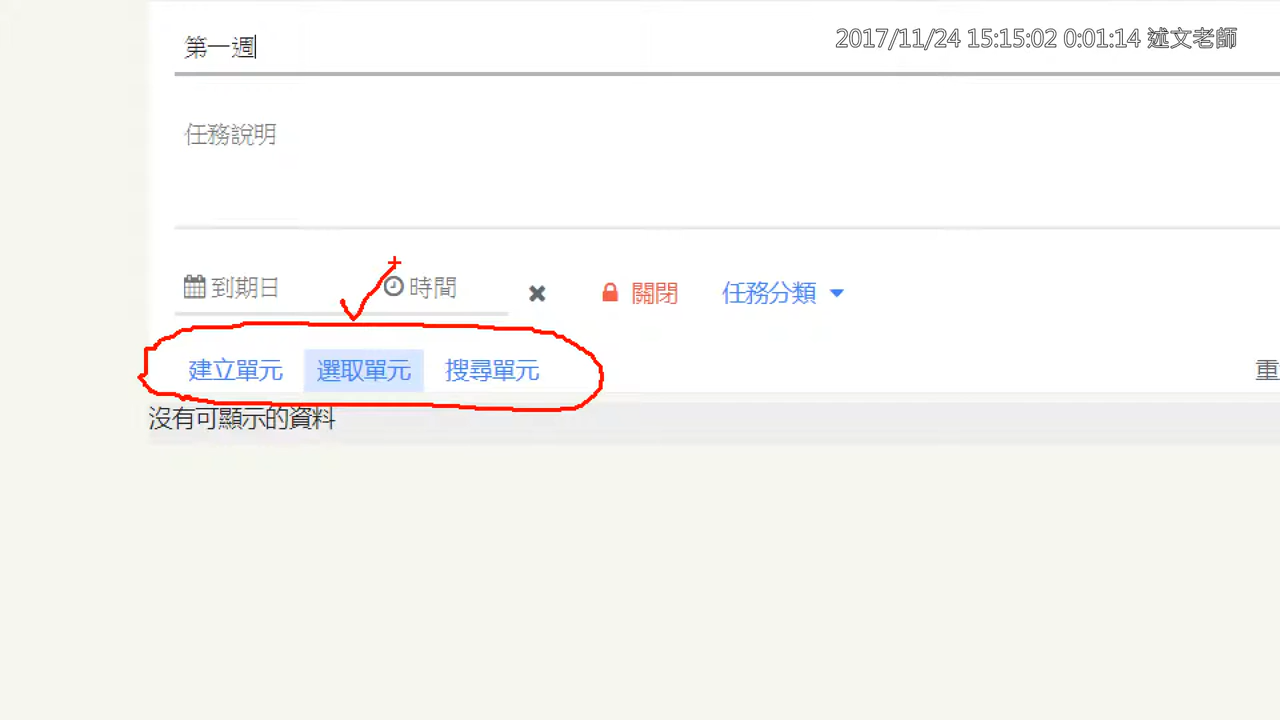 2017/11/24 15:15:02 0:01:14 述文老師
第一週
任務說明
到期日 時間 關閉 任務分類
建立單元 選取單元 搜尋單元 重
沒有可顯示的資料